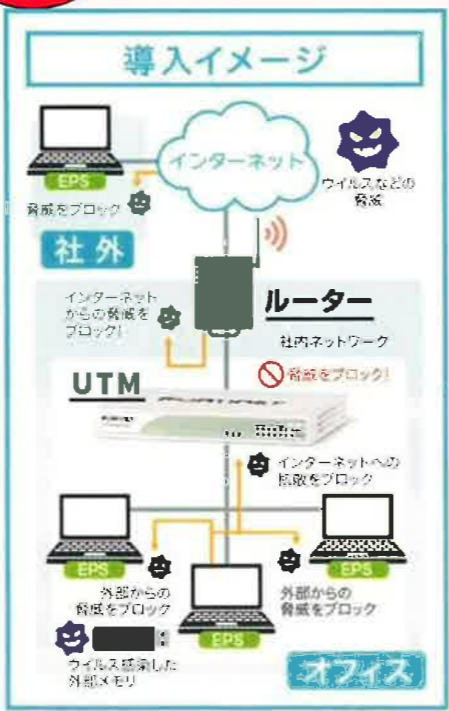 導入イメージ
インターネット
EPS
脅威をブロック
ウイルスなどの
脅威
社外
インターネット
からの脅威を
ブロック!
ルーター
社内ネットワーク
UTM
脅威をブロック!
インターネットへの
拡散をブロック
EPS
EPS
外部からの
脅威をブロック
外部からの
脅威をブロック
EPS
ウイルス感染した
外部メモリ
オフィス